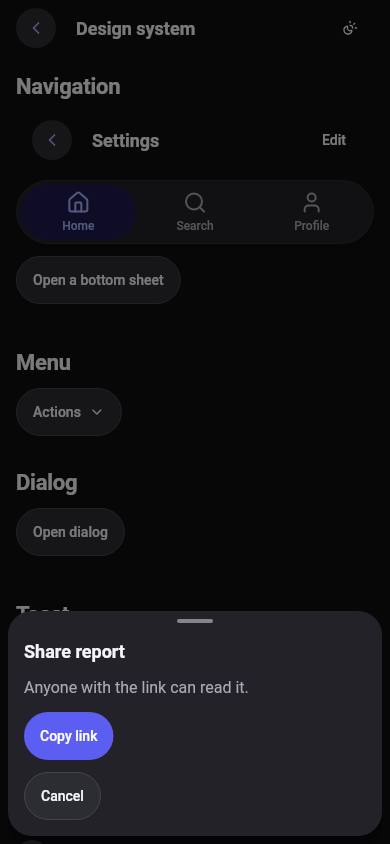 Design system
Navigation
Settings
Edit
Home
Search
Profile
Open a bottom sheet
Menu
Actions
Dialog
Open dialog
Toast
Share report
Anyone with the link can read it.
Copy link
Cancel